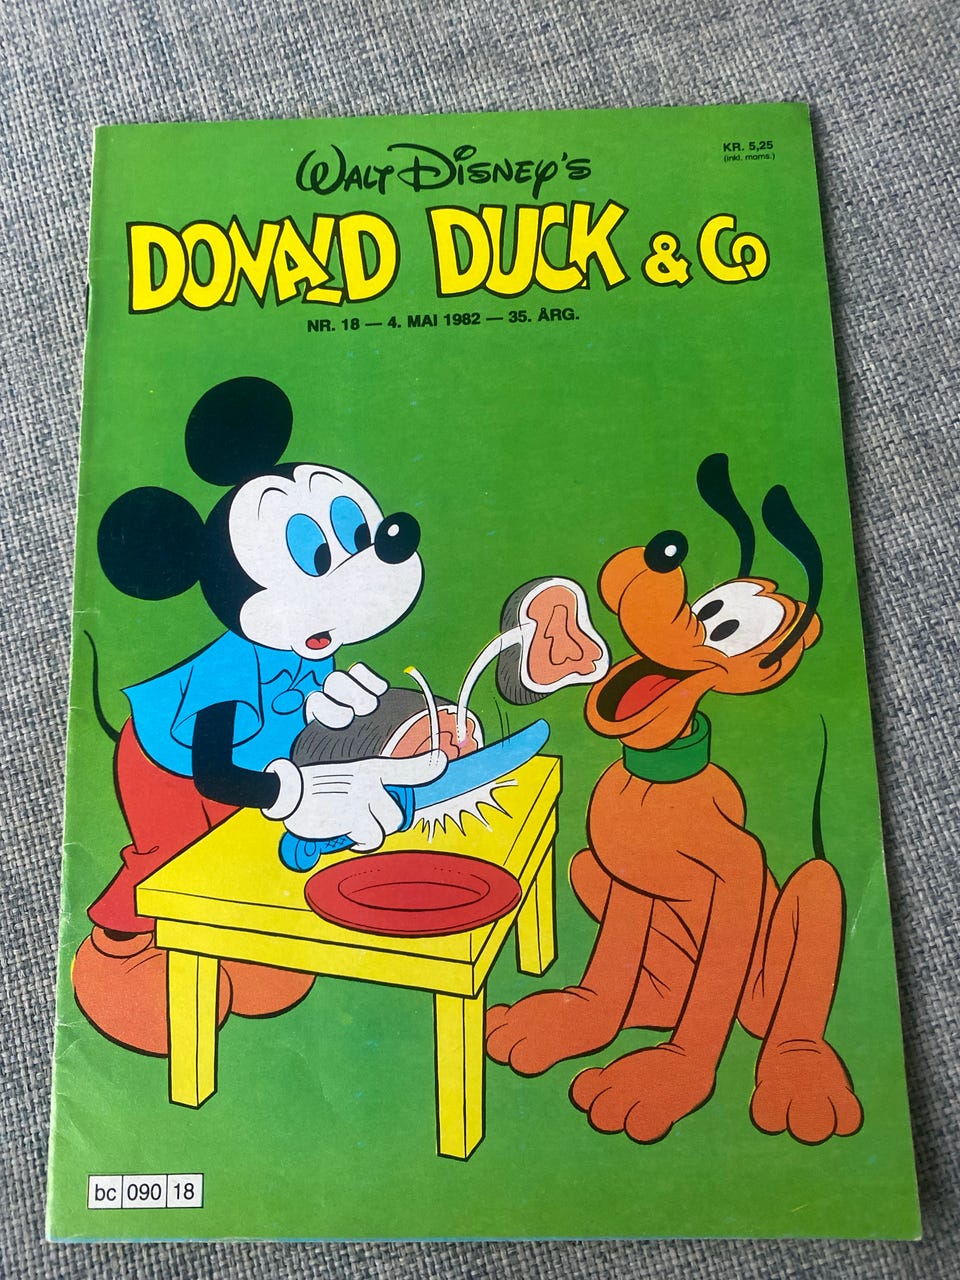 WALT DISNEY'S
KR. 5,25
(inkl. moms.)
DONALD DUCK & CO
NR. 18 — 4. MAI 1982 — 35. ÅRG.
bc 090 18